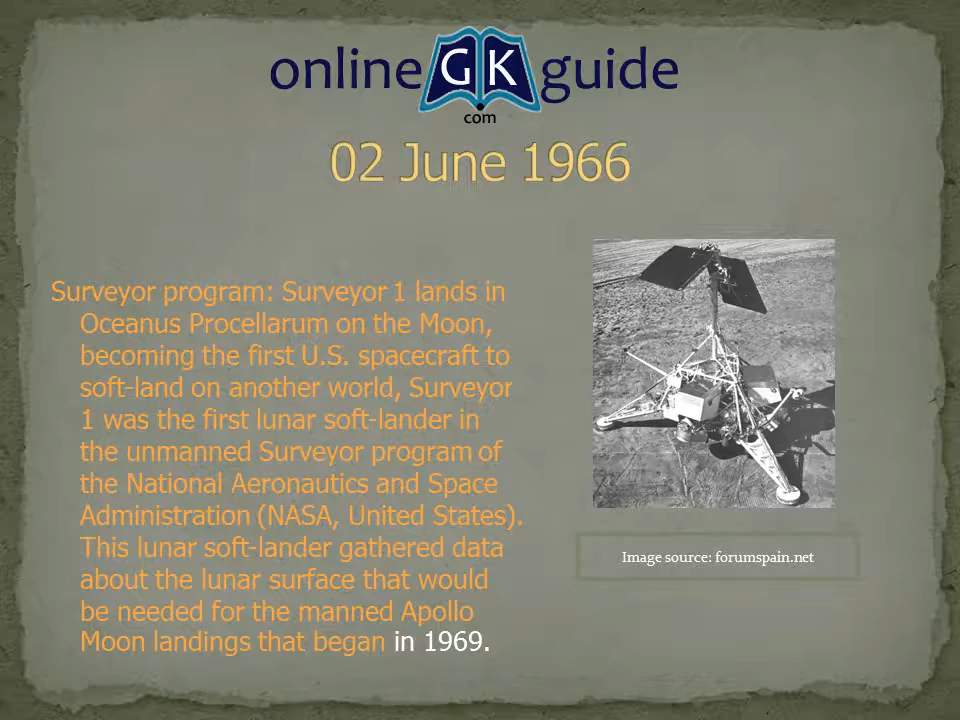 online GK guide
com
02 June 1966
Surveyor program: Surveyor 1 lands in
Oceanus Procellarum on the Moon,
becoming the first U.S. spacecraft to
soft-land on another world, Surveyor
1 was the first lunar soft-lander in
the unmanned Surveyor program of
the National Aeronautics and Space
Administration (NASA, United States).
This lunar soft-lander gathered data
about the lunar surface that would
be needed for the manned Apollo
Moon landings that began in 1969.
Image source: forumspain.net